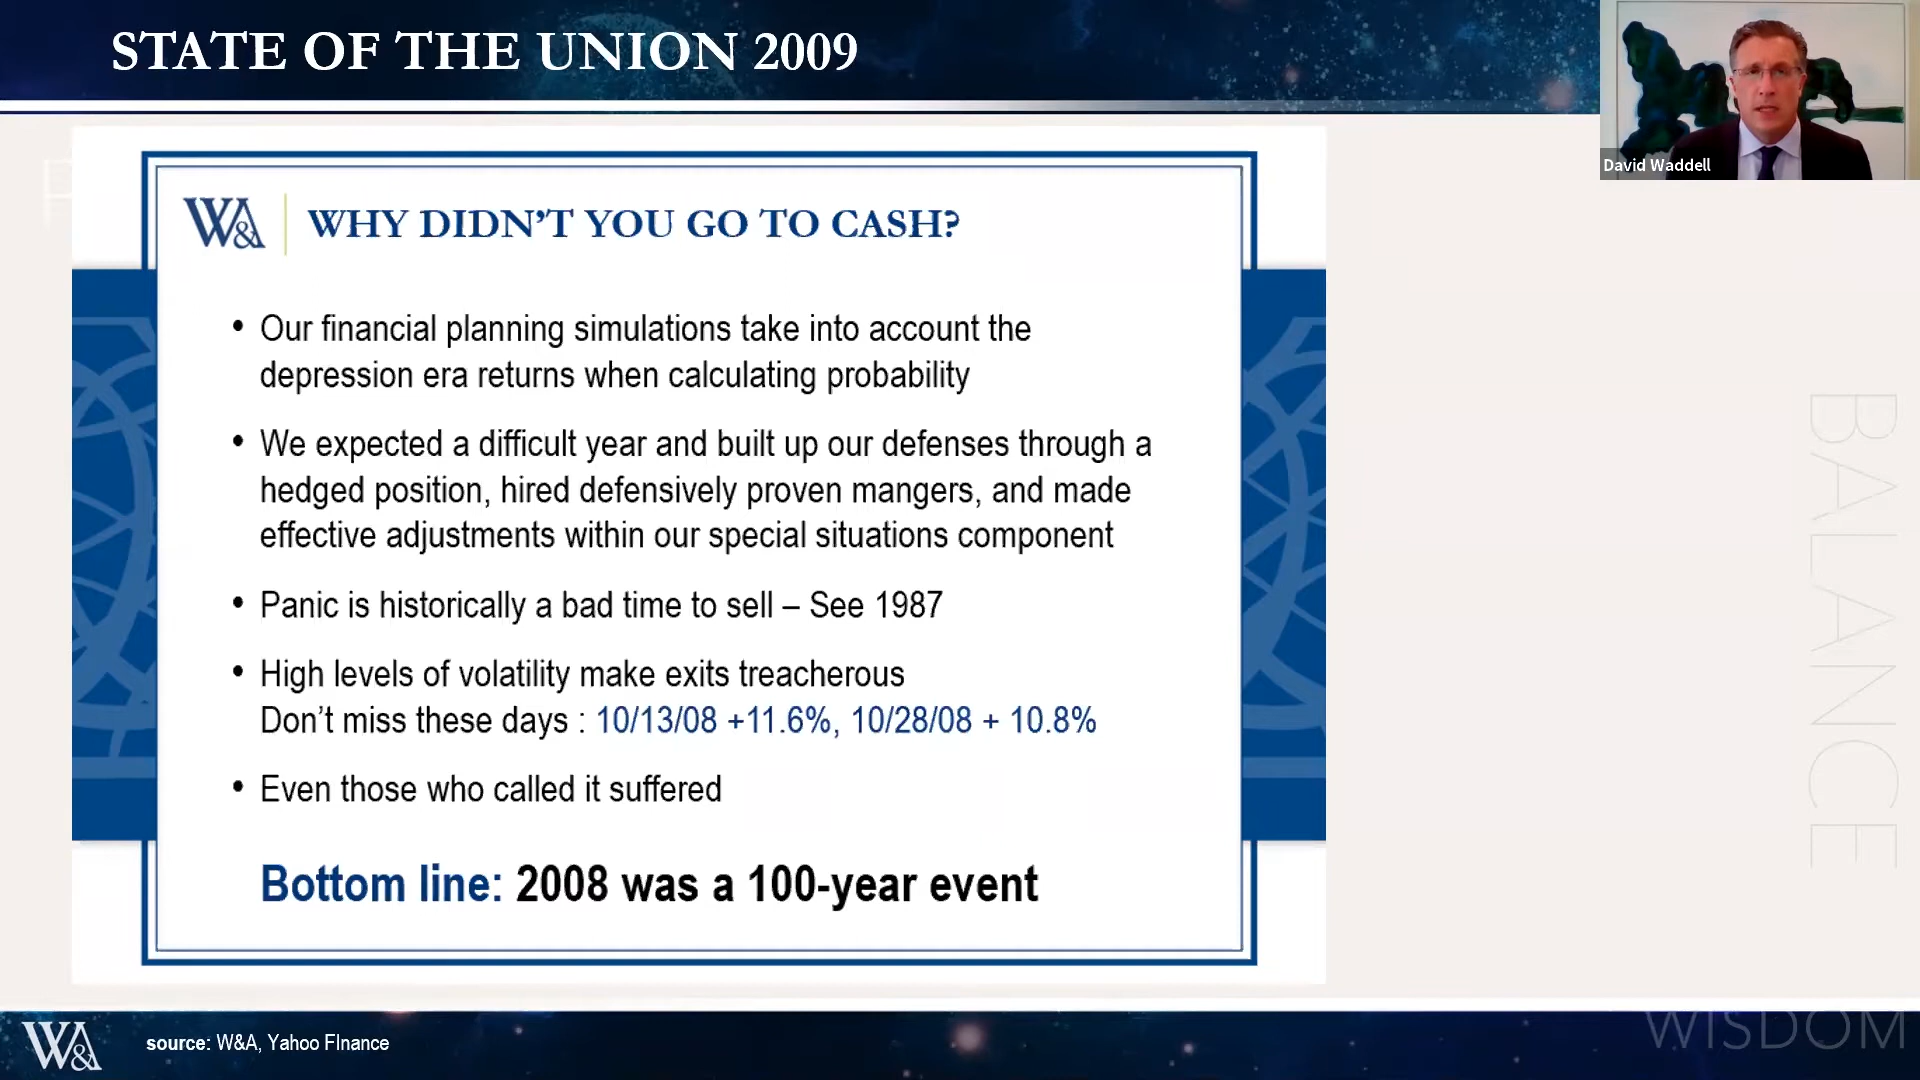 STATE OF THE UNION 2009
David Waddell
W&A
WHY DIDN'T YOU GO TO CASH?
• Our financial planning simulations take into account the
depression era returns when calculating probability
• We expected a difficult year and built up our defenses through a
hedged position, hired defensively proven mangers, and made
effective adjustments within our special situations component
• Panic is historically a bad time to sell – See 1987
• High levels of volatility make exits treacherous
Don't miss these days : 10/13/08 +11.6%, 10/28/08 + 10.8%
• Even those who called it suffered
Bottom line: 2008 was a 100-year event
BALANCE
W&A
source: W&A, Yahoo FInance
WISDOM